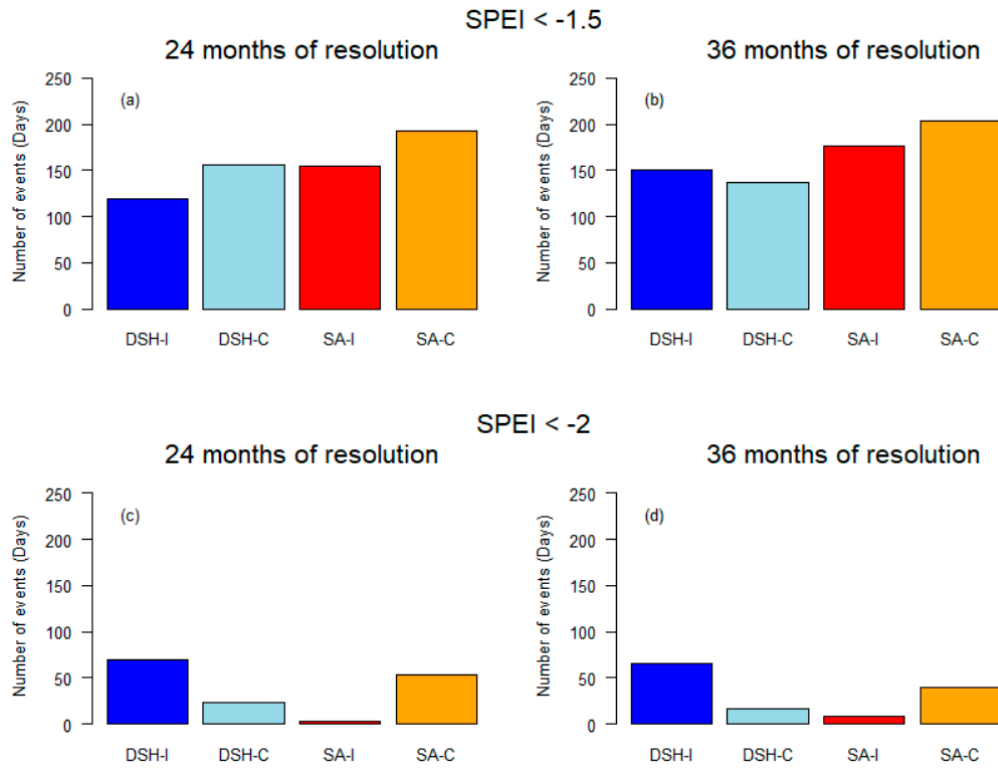 SPEI < -1.5
24 months of resolution
36 months of resolution
Number of events (Days)
250
200
150
100
50
0
(a)
DSH-I DSH-C SA-I SA-C
Number of events (Days)
250
200
150
100
50
0
(b)
DSH-I DSH-C SA-I SA-C
SPEI < -2
24 months of resolution
36 months of resolution
Number of events (Days)
250
200
150
100
50
0
(c)
DSH-I DSH-C SA-I SA-C
Number of events (Days)
250
200
150
100
50
0
(d)
DSH-I DSH-C SA-I SA-C